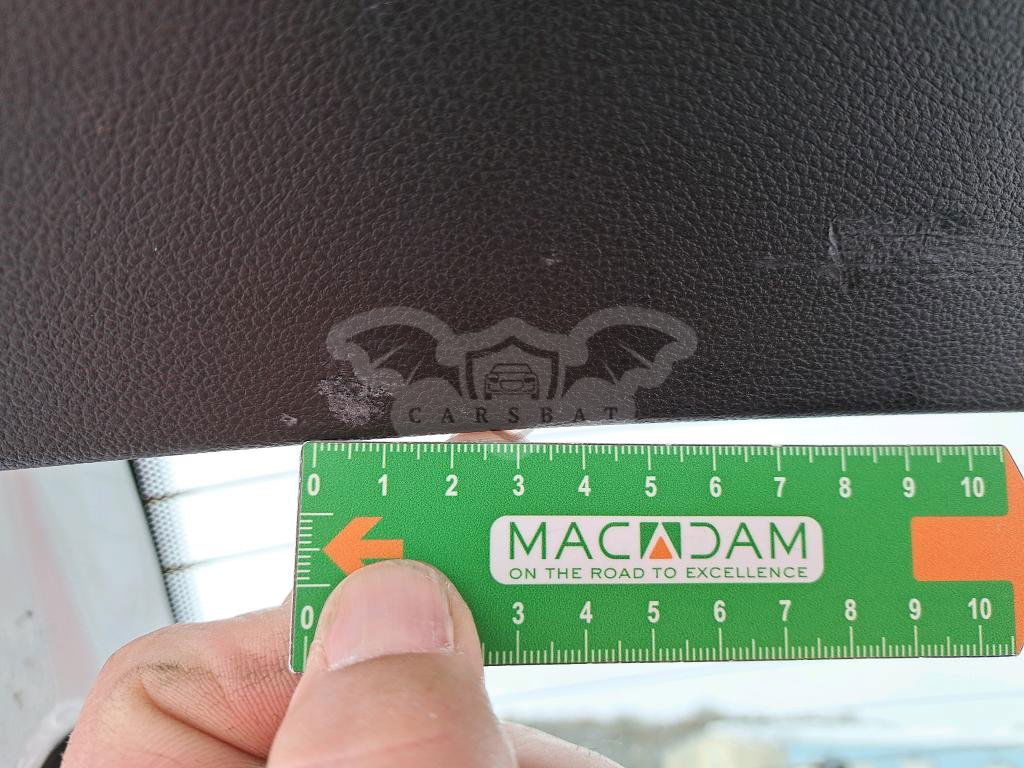 CARSBAT
0 1 2 3 4 5 6 7 8 9 10
MACADAM
ON THE ROAD TO EXCELLENCE
0 3 4 5 6 7 8 9 10